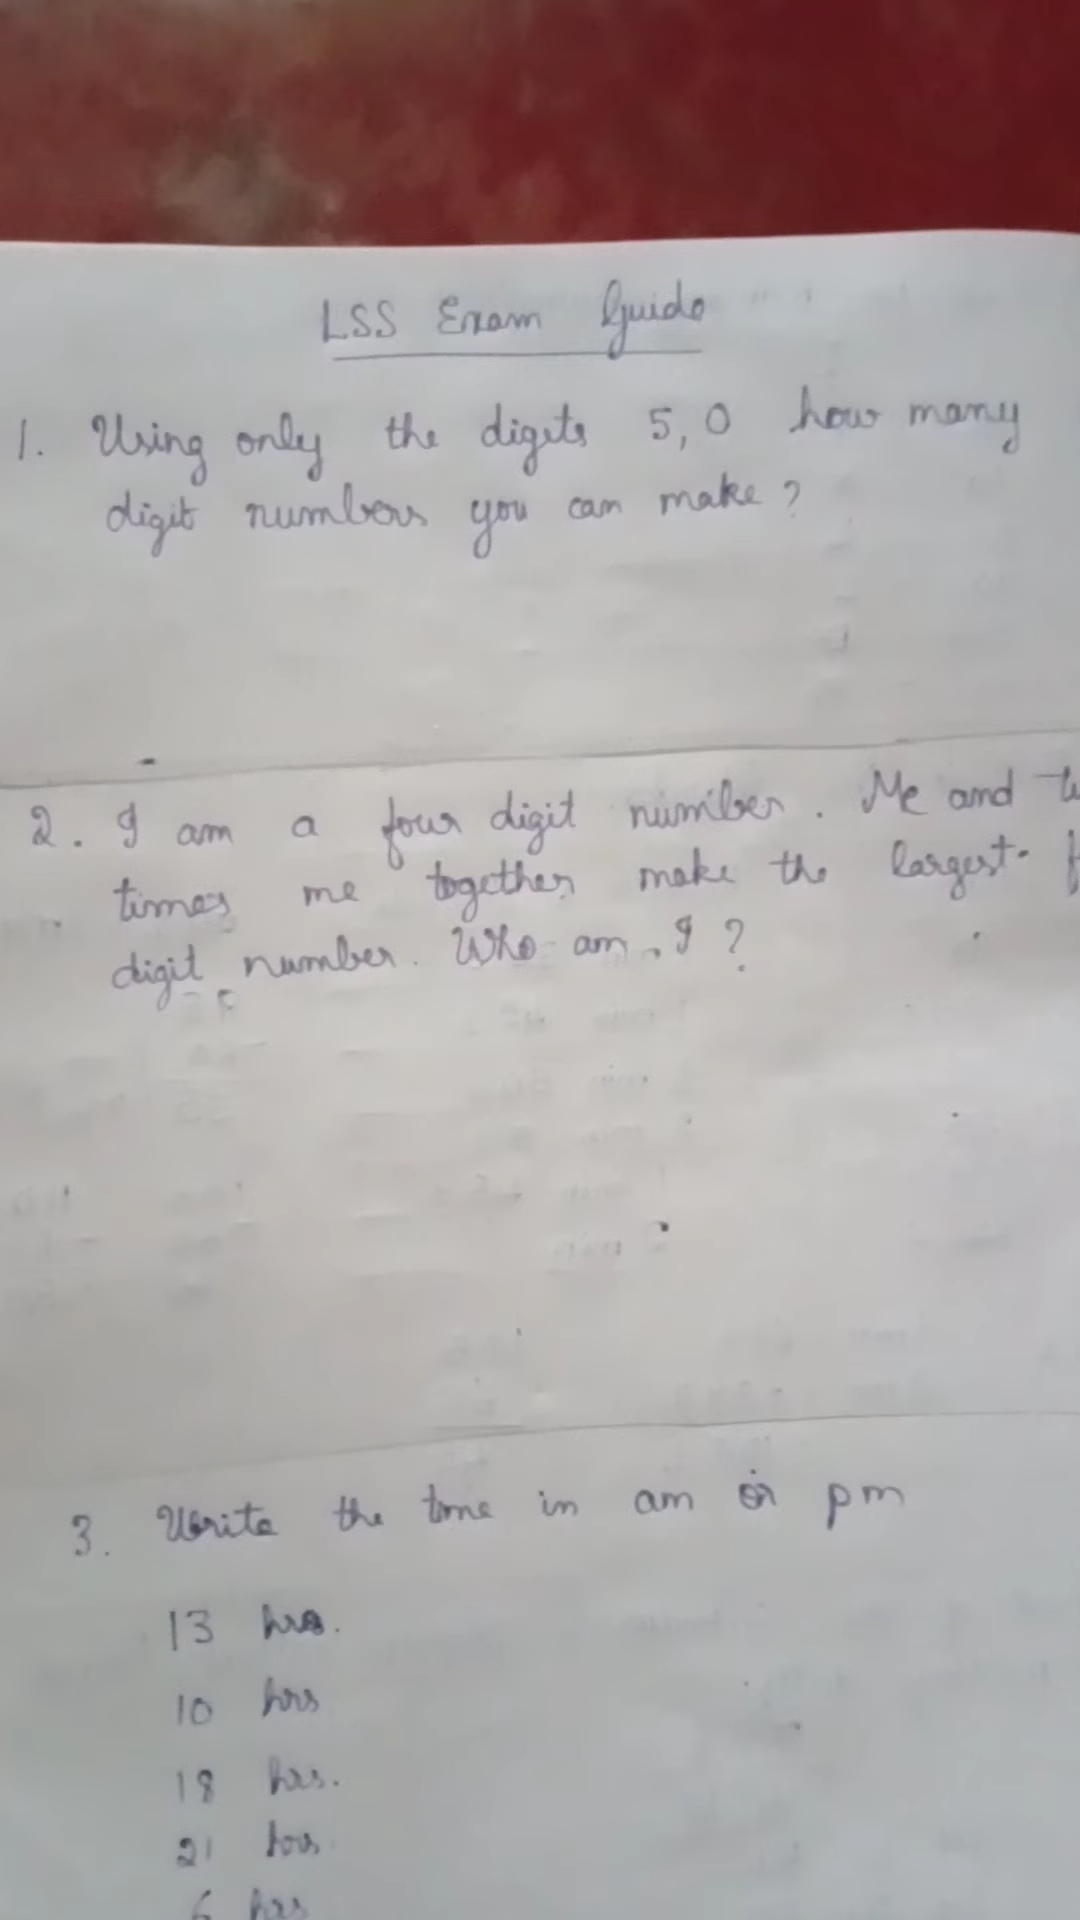 LSS Exam Guide
1. Using only the digits 5,0 how many
digit numbers you can make?
2. I am a four digit number. Me and
times me together make the largest
digit number. Who am I?
3. Write the time in am or pm
13 hrs.
10 hrs
18 hrs.
21 hrs
6 hrs